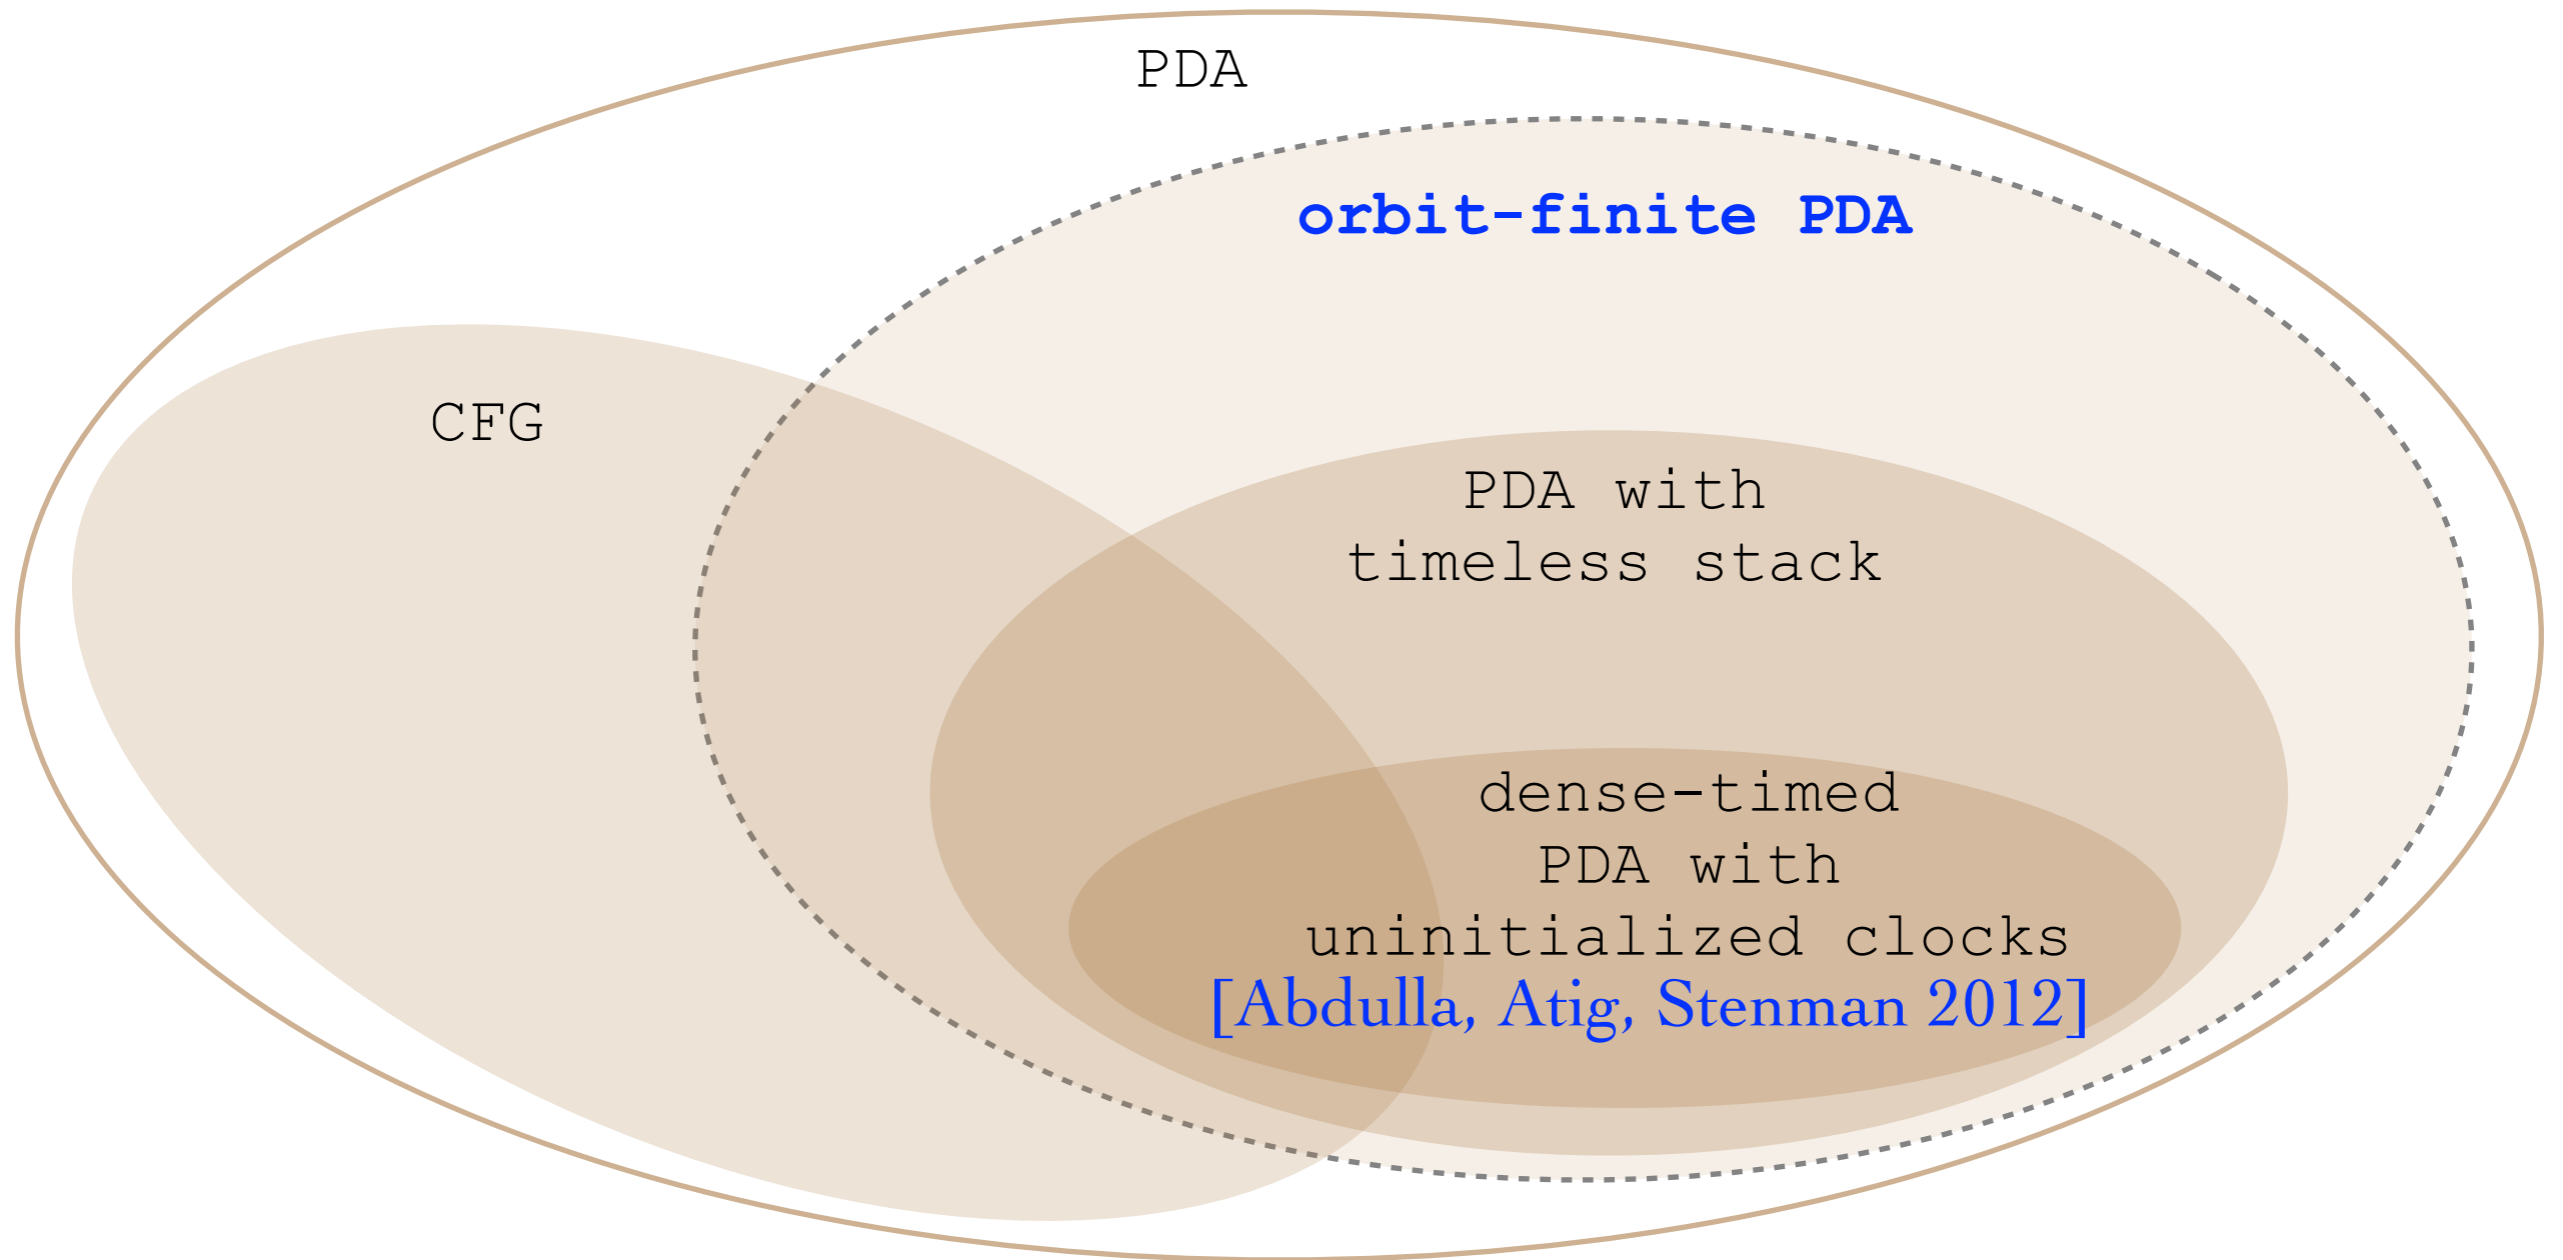 PDA
orbit-finite PDA
CFG
PDA with
timeless stack
dense-timed
PDA with
uninitialized clocks
[Abdulla, Atig, Stenman 2012]